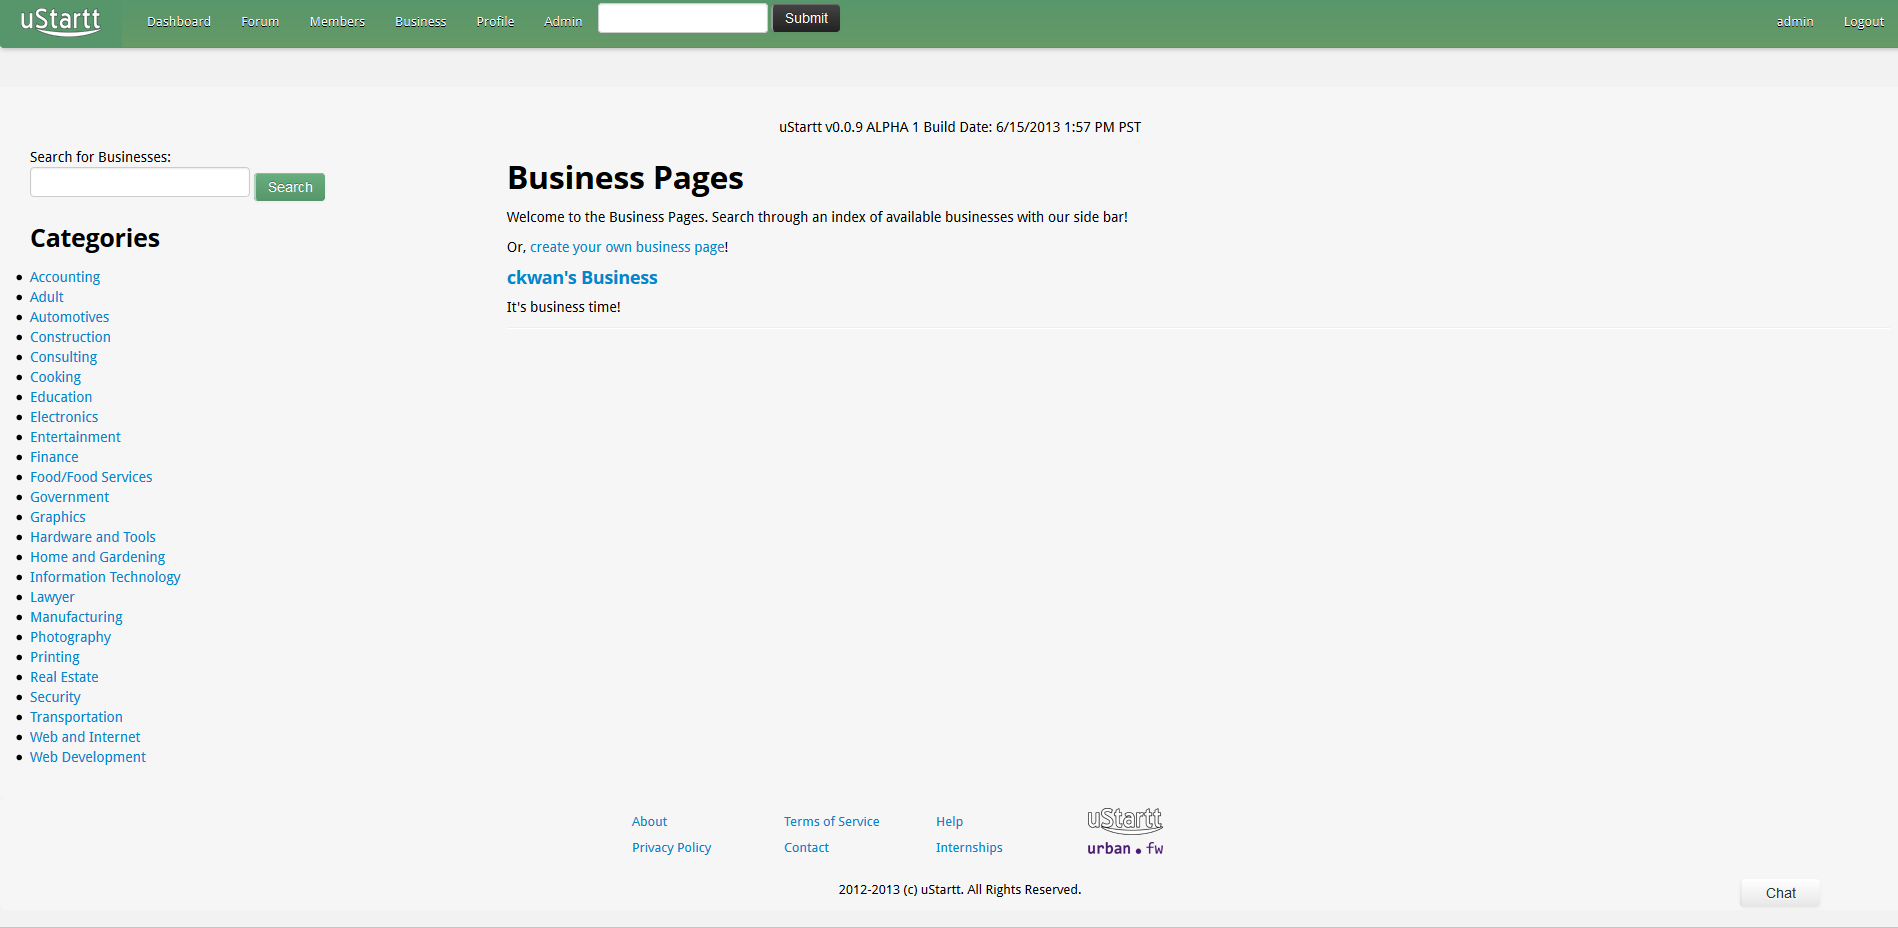 uStartt Dashboard Forum Members Business Profile Admin Submit admin Logout
uStartt v0.0.9 ALPHA 1 Build Date: 6/15/2013 1:57 PM PST
Search for Businesses:
Search
Categories
Accounting
Adult
Automotives
Construction
Consulting
Cooking
Education
Electronics
Entertainment
Finance
Food/Food Services
Government
Graphics
Hardware and Tools
Home and Gardening
Information Technology
Lawyer
Manufacturing
Photography
Printing
Real Estate
Security
Transportation
Web and Internet
Web Development
Business Pages
Welcome to the Business Pages. Search through an index of available businesses with our side bar!
Or, create your own business page!
ckwan's Business
It's business time!
About Terms of Service Help uStartt
Privacy Policy Contact Internships urban.fw
2012-2013 (c) uStartt. All Rights Reserved.
Chat